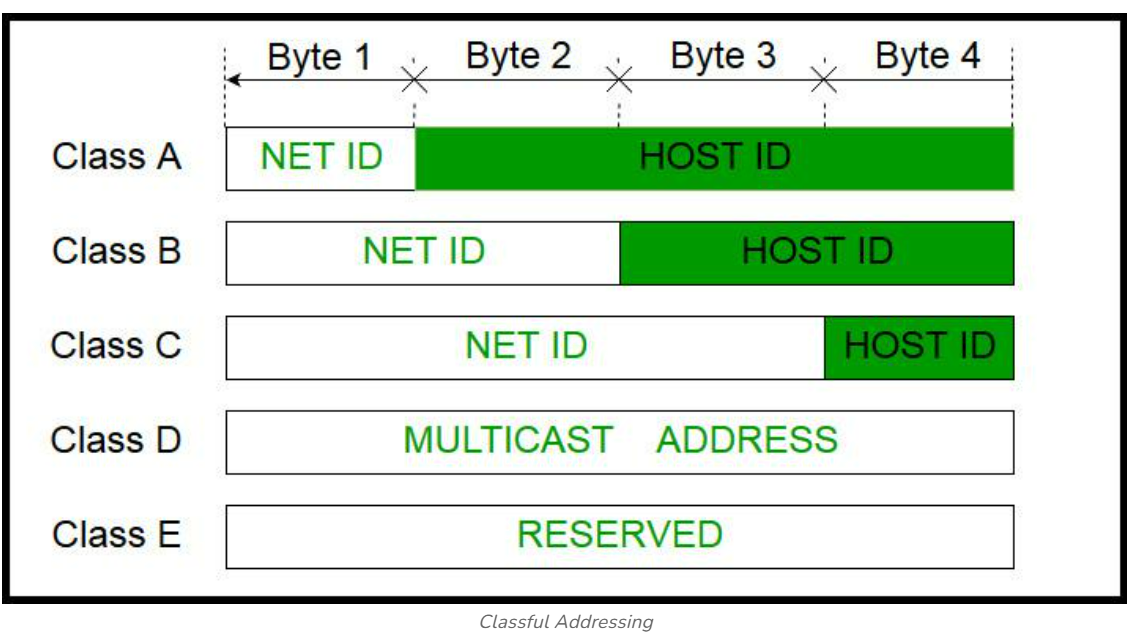 Byte 1 Byte 2 Byte 3 Byte 4
Class A NET ID HOST ID
Class B NET ID HOST ID
Class C NET ID HOST ID
Class D MULTICAST ADDRESS
Class E RESERVED
Classful Addressing